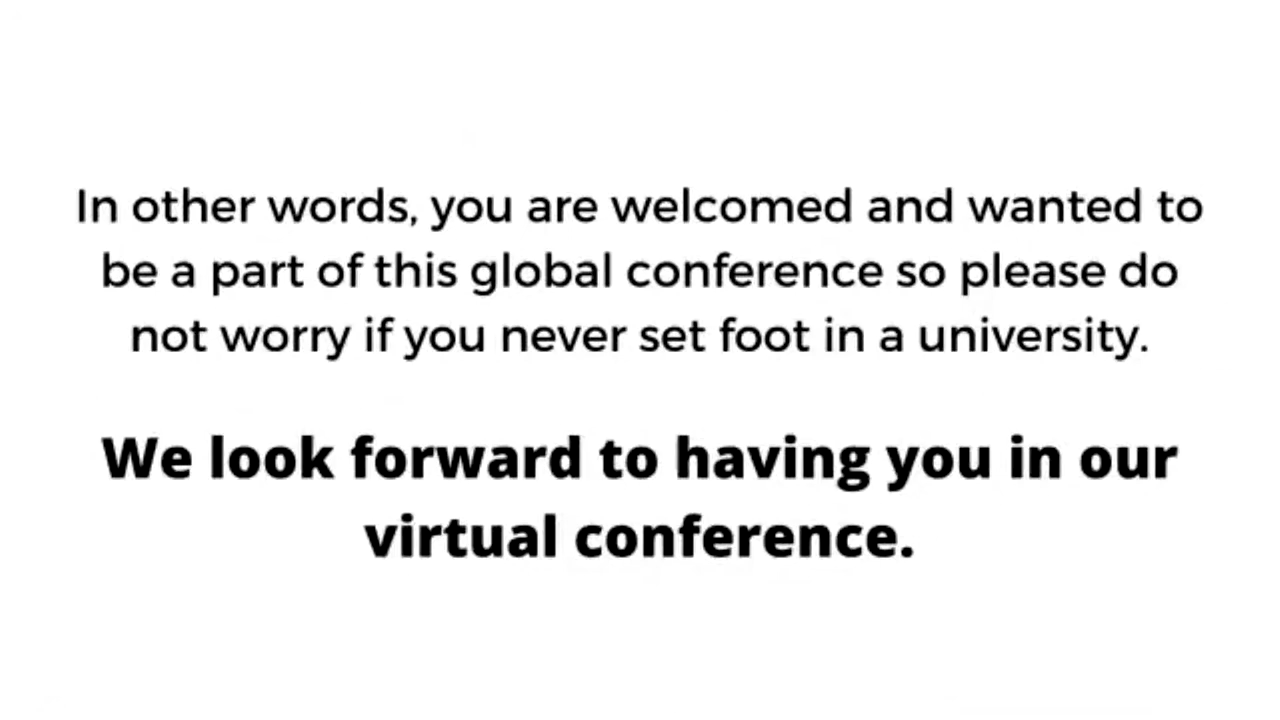 In other words, you are welcomed and wanted to
be a part of this global conference so please do
not worry if you never set foot in a university.
We look forward to having you in our
virtual conference.